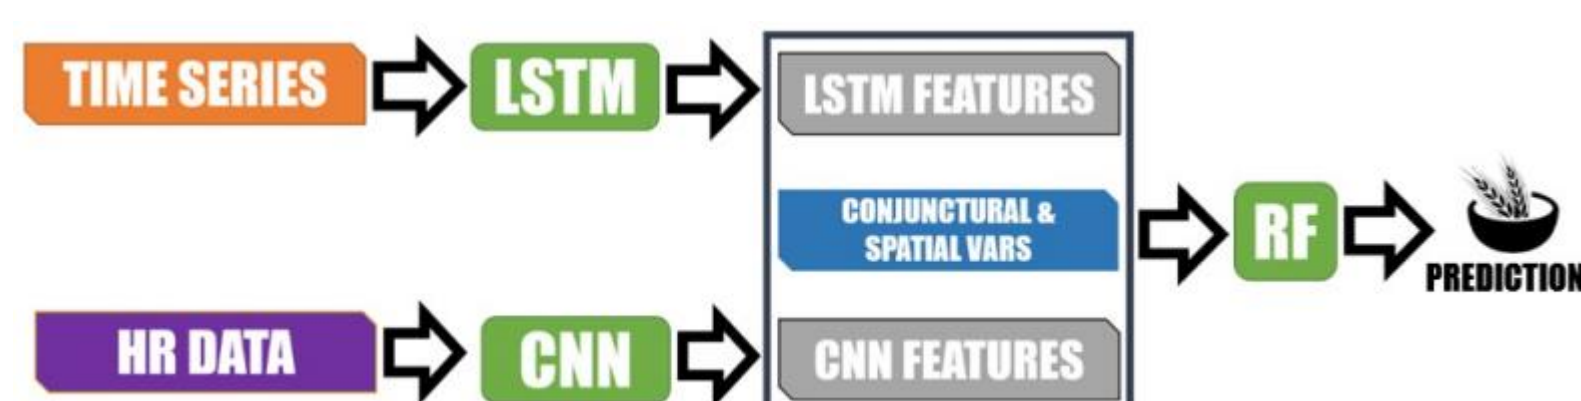 TIME SERIES
LSTM
LSTM FEATURES
CONJUNCTURAL &
SPATIAL VARS
RF
PREDICTION
HR DATA
CNN
CNN FEATURES